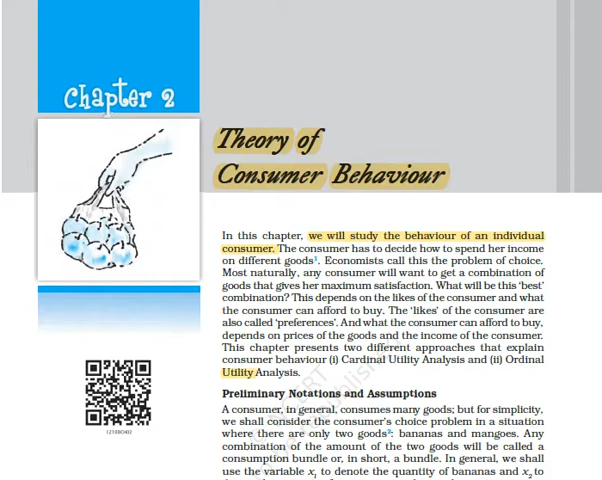 Chapter 2
Theory of
Consumer Behaviour
In this chapter, we will study the behaviour of an individual
consumer. The consumer has to decide how to spend her income
on different goods¹. Economists call this the problem of choice.
Most naturally, any consumer will want to get a combination of
goods that gives her maximum satisfaction. What will be this ‘best’
combination? This depends on the likes of the consumer and what
the consumer can afford to buy. The ‘likes’ of the consumer are
also called ‘preferences’. And what the consumer can afford to buy,
depends on prices of the goods and the income of the consumer.
This chapter presents two different approaches that explain
consumer behaviour (i) Cardinal Utility Analysis and (ii) Ordinal
Utility Analysis.
Preliminary Notations and Assumptions
A consumer, in general, consumes many goods; but for simplicity,
we shall consider the consumer’s choice problem in a situation
where there are only two goods²: bananas and mangoes. Any
combination of the amount of the two goods will be called a
consumption bundle or, in short, a bundle. In general, we shall
use the variable x₁ to denote the quantity of bananas and x₂ to